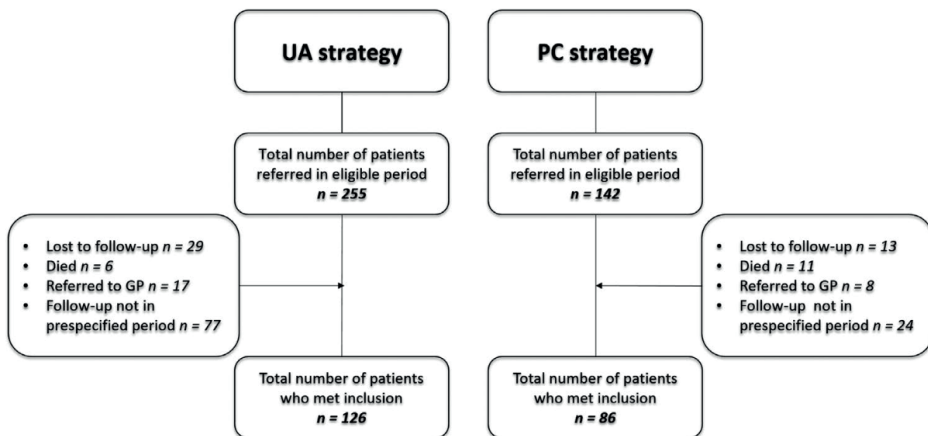 UA strategy
PC strategy
Total number of patients
referred in eligible period
n = 255
Total number of patients
referred in eligible period
n = 142
• Lost to follow-up n = 29
• Died n = 6
• Referred to GP n = 17
• Follow-up not in
prespecified period n = 77
• Lost to follow-up n = 13
• Died n = 11
• Referred to GP n = 8
• Follow-up not in
prespecified period n = 24
Total number of patients
who met inclusion
n = 126
Total number of patients
who met inclusion
n = 86